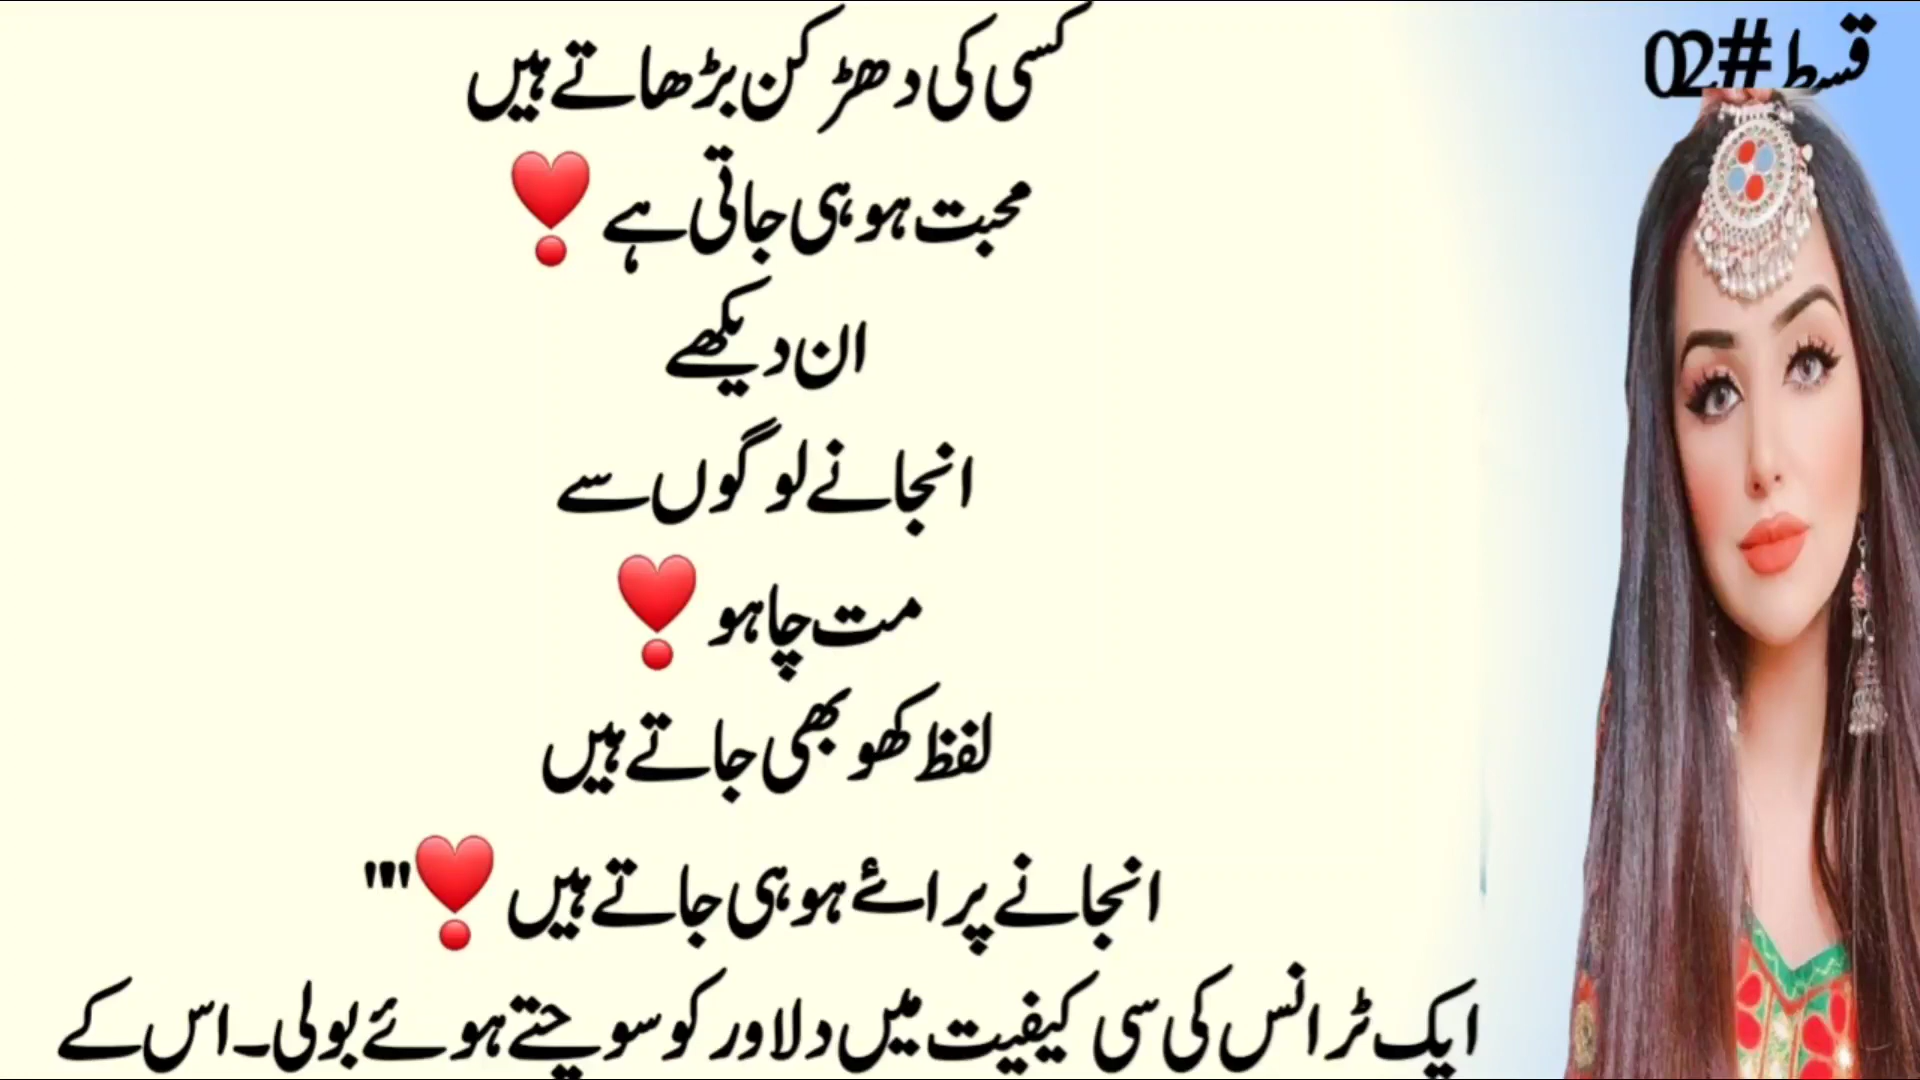 قسط #02
کسی کی دھڑکن بڑھاتے ہیں
محبت ہو ہی جاتی ہے ❣️
ان دیکھے
انجانے لوگوں سے
مت چاہو ❣️
لفظ کھو بھی جاتے ہیں
انجانے پرائے ہو ہی جاتے ہیں ❣️""
ایک ٹرانس کی سی کیفیت میں دلاور کو سوچتے ہوئے بولی۔ اس کے